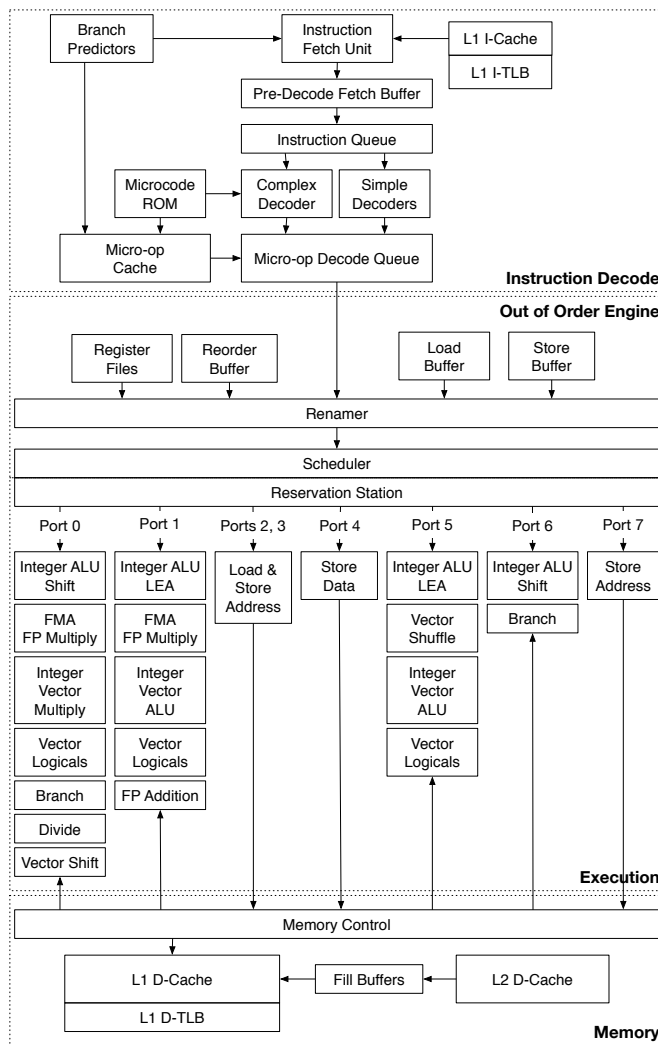 Branch
Predictors
Instruction
Fetch Unit
L1 I-Cache
L1 I-TLB
Pre-Decode Fetch Buffer
Instruction Queue
Microcode
ROM
Complex
Decoder
Simple
Decoders
Micro-op
Cache
Micro-op Decode Queue
Instruction Decode
Out of Order Engine
Register
Files
Reorder
Buffer
Load
Buffer
Store
Buffer
Renamer
Scheduler
Reservation Station
Port 0
Integer ALU
Shift
FMA
FP Multiply
Integer
Vector
Multiply
Vector
Logicals
Branch
Divide
Vector Shift
Port 1
Integer ALU
LEA
FMA
FP Multiply
Integer
Vector
ALU
Vector
Logicals
FP Addition
Ports 2, 3
Load &
Store
Address
Port 4
Store
Data
Port 5
Integer ALU
LEA
Vector
Shuffle
Integer
Vector
ALU
Vector
Logicals
Port 6
Integer ALU
Shift
Branch
Port 7
Store
Address
Execution
Memory Control
L1 D-Cache
L1 D-TLB
Fill Buffers
L2 D-Cache
Memory